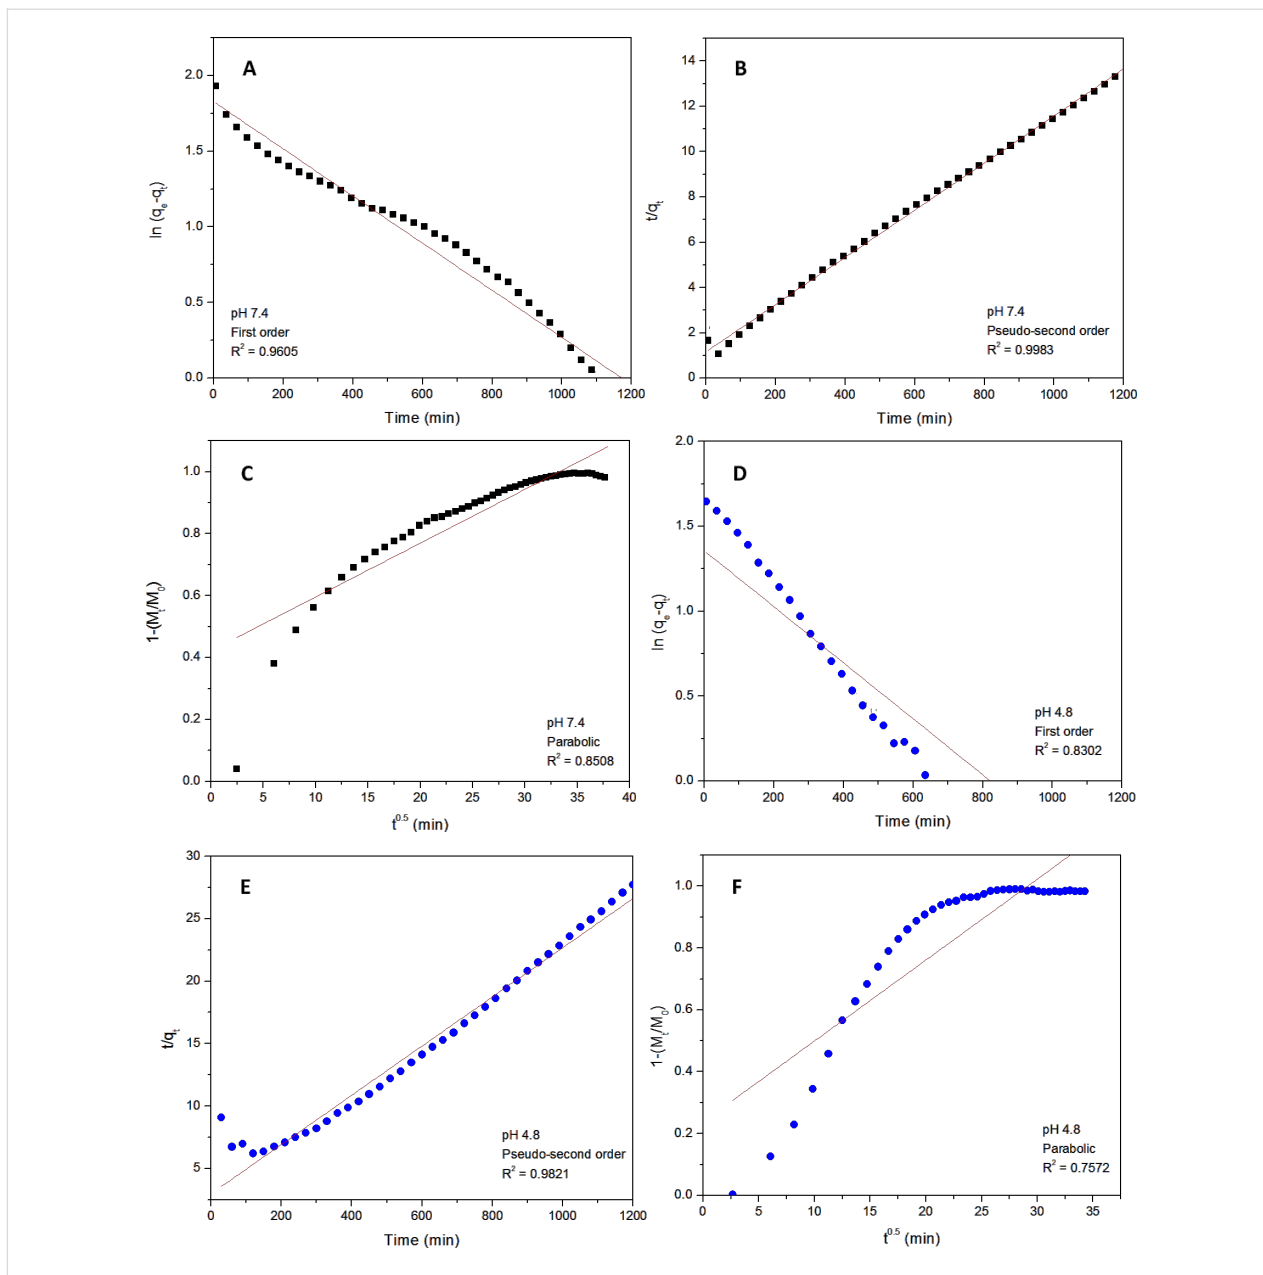 A
ln (qₑ-qₜ)
2.0
1.5
1.0
0.5
0.0
pH 7.4
First order
R² = 0.9605
0 200 400 600 800 1000 1200
Time (min)
B
t/qₜ
14
12
10
8
6
4
2
0
pH 7.4
Pseudo-second order
R² = 0.9983
0 200 400 600 800 1000 1200
Time (min)
C
1-(Mₜ/M₀)
1.0
0.8
0.6
0.4
0.2
0.0
pH 7.4
Parabolic
R² = 0.8508
0 5 10 15 20 25 30 35 40
t⁰·⁵ (min)
D
ln (qₑ-qₜ)
2.0
1.5
1.0
0.5
0.0
pH 4.8
First order
R² = 0.8302
0 200 400 600 800 1000 1200
Time (min)
E
t/qₜ
30
25
20
15
10
5
pH 4.8
Pseudo-second order
R² = 0.9821
0 200 400 600 800 1000 1200
Time (min)
F
1-(Mₜ/M₀)
1.0
0.8
0.6
0.4
0.2
0.0
pH 4.8
Parabolic
R² = 0.7572
0 5 10 15 20 25 30 35
t⁰·⁵ (min)